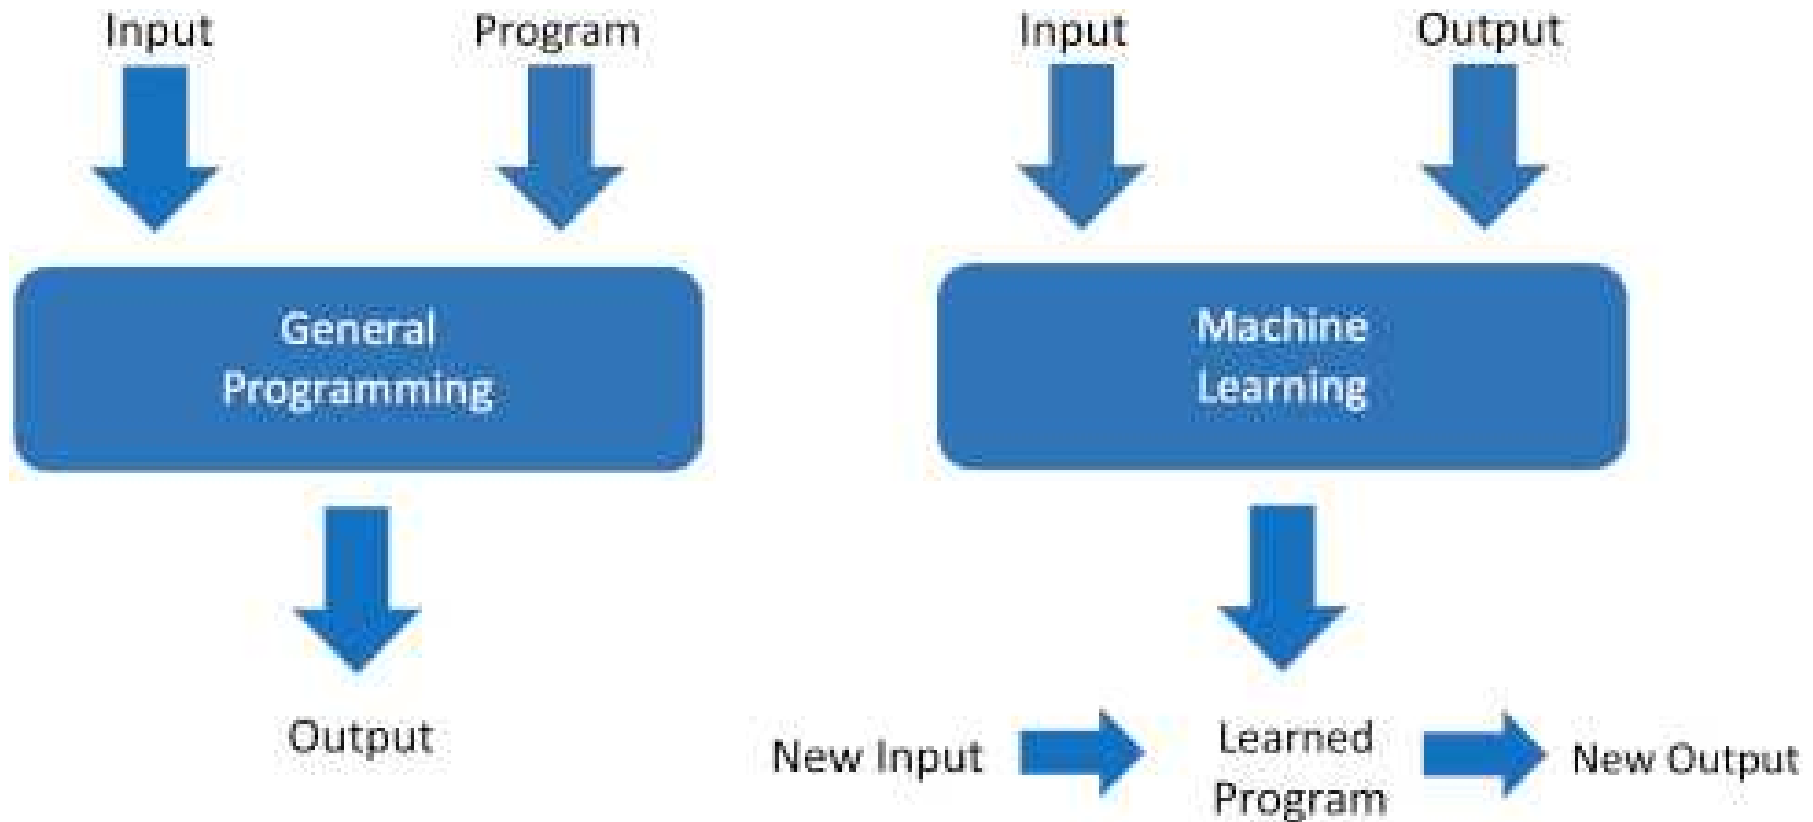 Input
Program
General
Programming
Output
Input
Output
Machine
Learning
New Input
Learned
Program
New Output